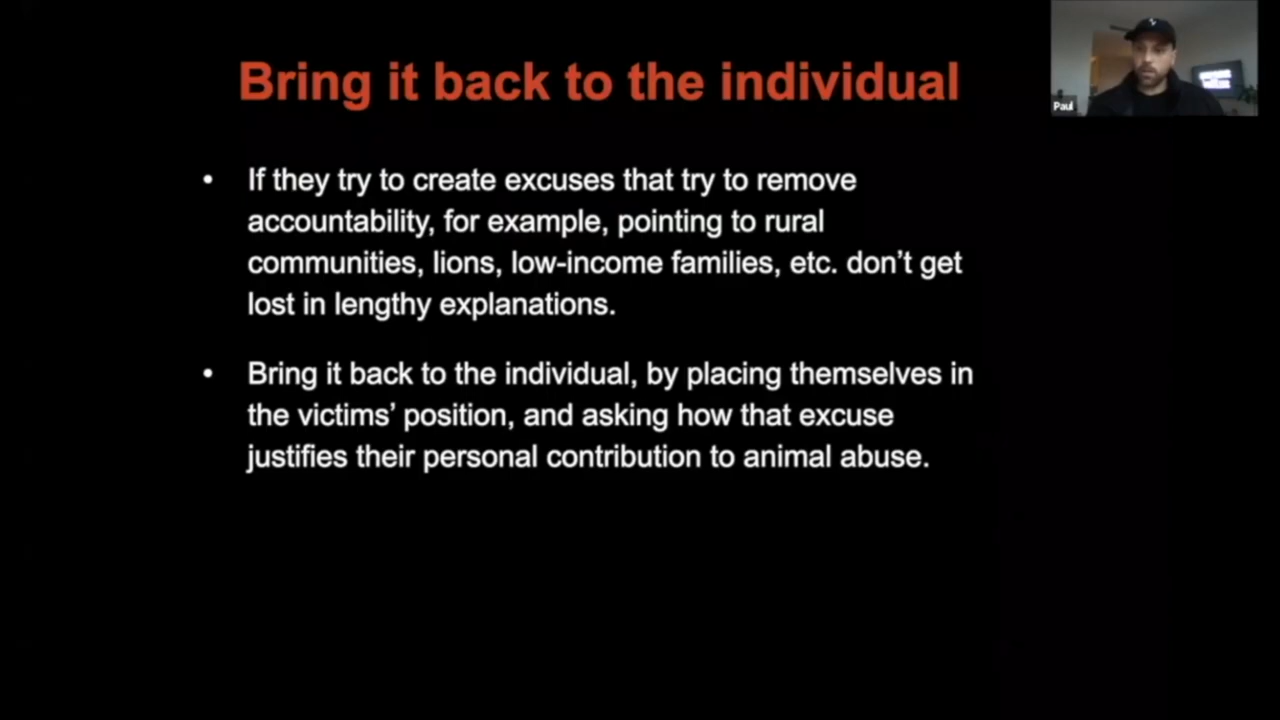 Bring it back to the individual
Paul
• If they try to create excuses that try to remove
accountability, for example, pointing to rural
communities, lions, low-income families, etc. don’t get
lost in lengthy explanations.
• Bring it back to the individual, by placing themselves in
the victims’ position, and asking how that excuse
justifies their personal contribution to animal abuse.